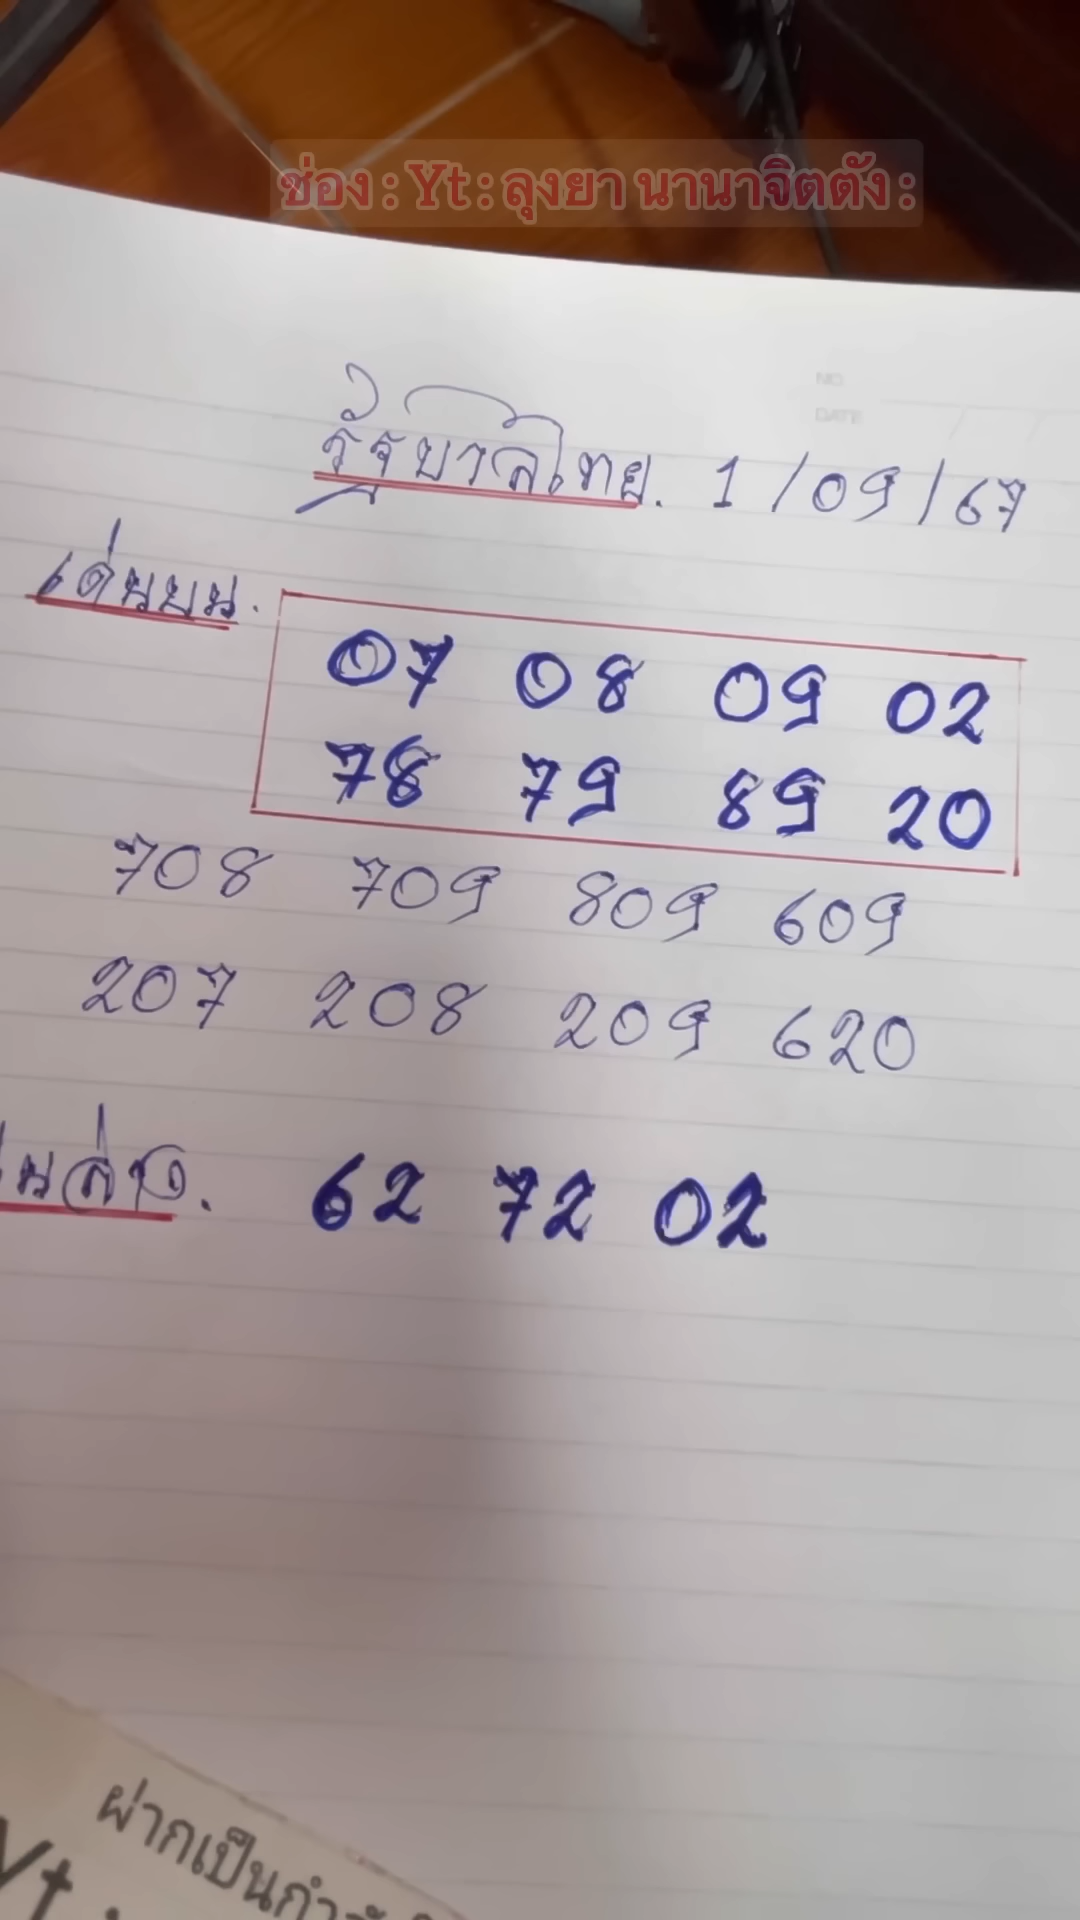 ช่อง : Yt : ลุงยา นานาจิตตัง :
รัฐบาลไทย. 1/09/67
เด่นบน.
07 08 09 02
78 79 89 20
708 709 809 609
207 208 209 620
นล่าง. 62 72 02
ฝากเป็นกำ
Yt :